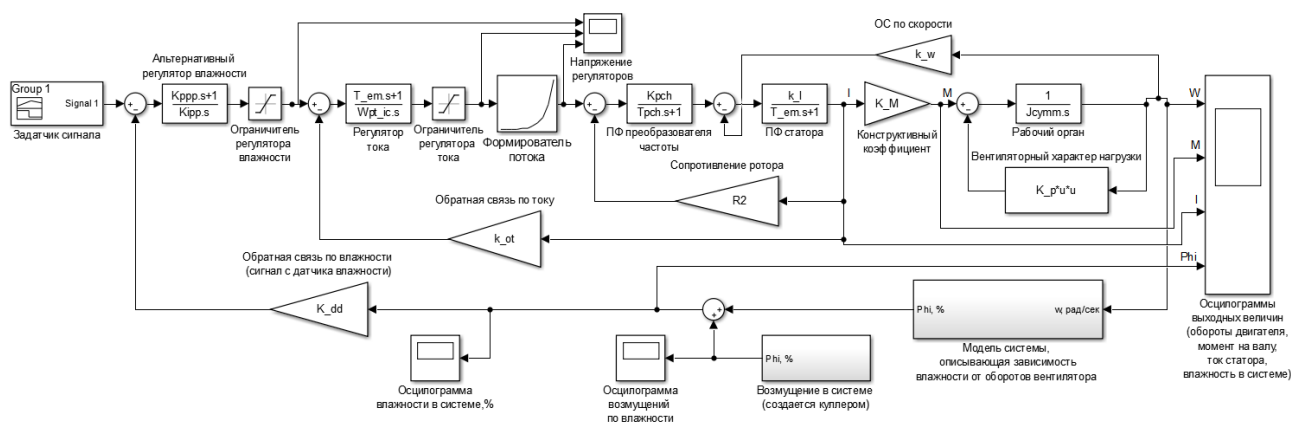 ОС по скорости
k_w
Group 1
Signal 1
Задатчик сигнала
Альтернативный
регулятор влажности
Kppp.s+1
Kipp.s
Ограничитель
регулятора
влажности
T_em.s+1
Wpt_ic.s
Регулятор
тока
Ограничитель
регулятора
тока
Формирователь
потока
Напряжение
регуляторов
Kpch
Tpch.s+1
ПФ преобразователя
частоты
k_I
T_em.s+1
ПФ статора
I
K_M
Конструктивный
коэффициент
M
1
Jcymm.s
Рабочий орган
Вентиляторный характер нагрузки
K_p*u*u
W
M
I
Phi
Осцилограммы
выходных величин
(обороты двигателя,
момент на валу,
ток статора,
влажность в системе)
Сопротивление ротора
R2
Обратная связь по току
k_ot
Обратная связь по влажности
(сигнал с датчика влажности)
K_dd
Осцилограмма
влажности в системе,%
Осцилограмма
возмущений
по влажности
Phi, %
Возмущение в системе
(создается куллером)
Phi, %
w, рад/сек
Модель системы,
описывающая зависимость
влажности от оборотов вентилятора